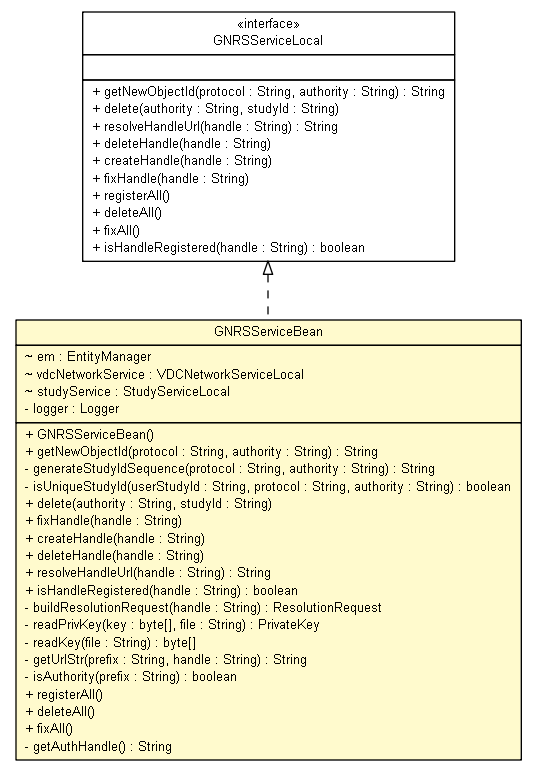 «interface»
GNRSServiceLocal
+ getNewObjectId(protocol : String, authority : String) : String
+ delete(authority : String, studyId : String)
+ resolveHandleUrl(handle : String) : String
+ deleteHandle(handle : String)
+ createHandle(handle : String)
+ fixHandle(handle : String)
+ registerAll()
+ deleteAll()
+ fixAll()
+ isHandleRegistered(handle : String) : boolean
GNRSServiceBean
~ em : EntityManager
~ vdcNetworkService : VDCNetworkServiceLocal
~ studyService : StudyServiceLocal
- logger : Logger
+ GNRSServiceBean()
+ getNewObjectId(protocol : String, authority : String) : String
- generateStudyIdSequence(protocol : String, authority : String) : String
- isUniqueStudyId(userStudyId : String, protocol : String, authority : String) : boolean
+ delete(authority : String, studyId : String)
+ fixHandle(handle : String)
+ createHandle(handle : String)
+ deleteHandle(handle : String)
+ resolveHandleUrl(handle : String) : String
+ isHandleRegistered(handle : String) : boolean
- buildResolutionRequest(handle : String) : ResolutionRequest
- readPrivKey(key : byte[], file : String) : PrivateKey
- readKey(file : String) : byte[]
- getUrlStr(prefix : String, handle : String) : String
- isAuthority(prefix : String) : boolean
+ registerAll()
+ deleteAll()
+ fixAll()
- getAuthHandle() : String